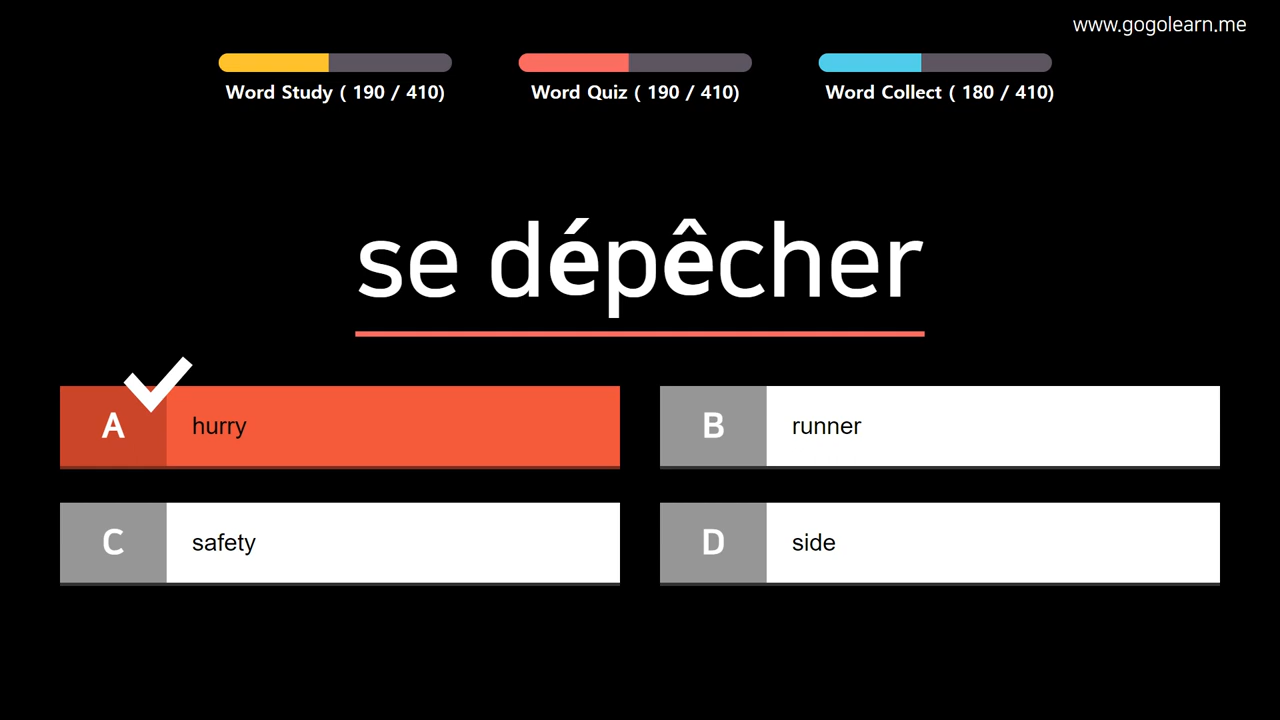 www.gogolearn.me
Word Study ( 190 / 410)
Word Quiz ( 190 / 410)
Word Collect ( 180 / 410)
se dépêcher
A hurry
B runner
C safety
D side